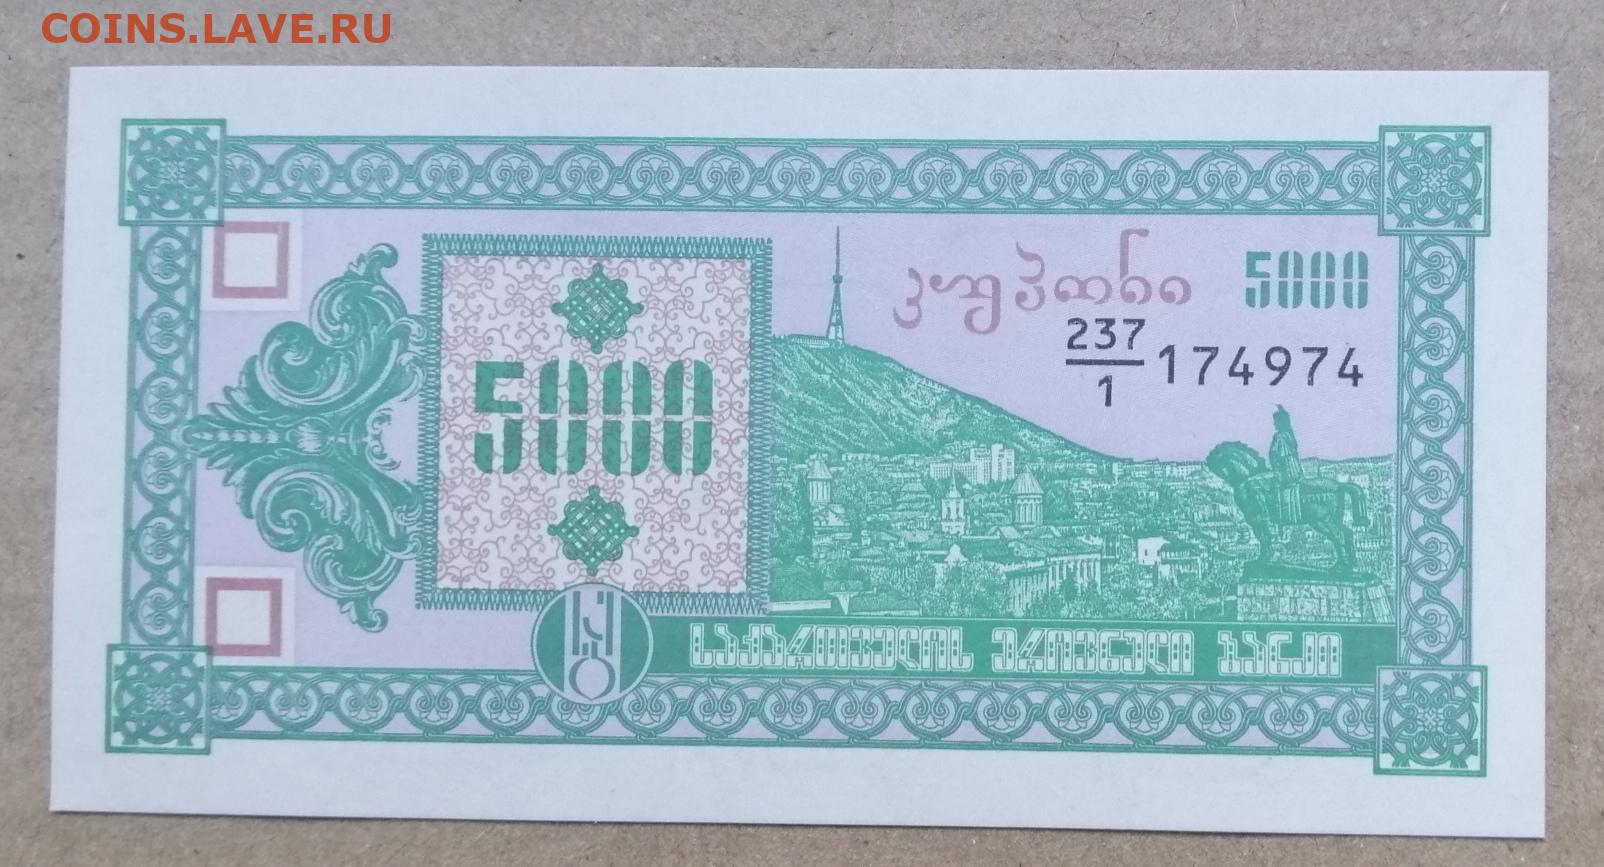 COINS.LAVE.RU
კუპონი 5000
237
1 174974
5000
საქართველოს ეროვნული ბანკი